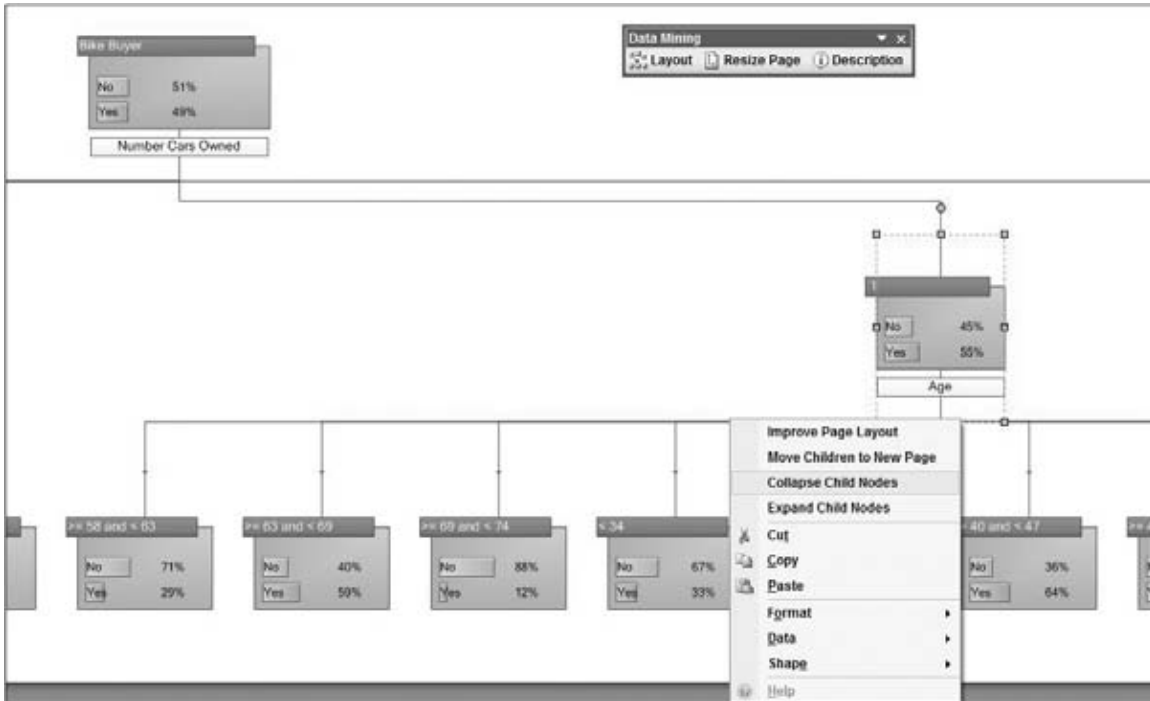 Bike Buyer
No 51%
Yes 49%
Number Cars Owned
Data Mining
Layout Resize Page Description
1
No 45%
Yes 55%
Age
Improve Page Layout
Move Children to New Page
Collapse Child Nodes
Expand Child Nodes
Cut
Copy
Paste
Format
Data
Shape
Help
>= 58 and < 63
No 71%
Yes 29%
>= 63 and < 69
No 40%
Yes 59%
>= 69 and < 74
No 88%
Yes 12%
< 34
No 67%
Yes 33%
40 and < 47
No 36%
Yes 64%